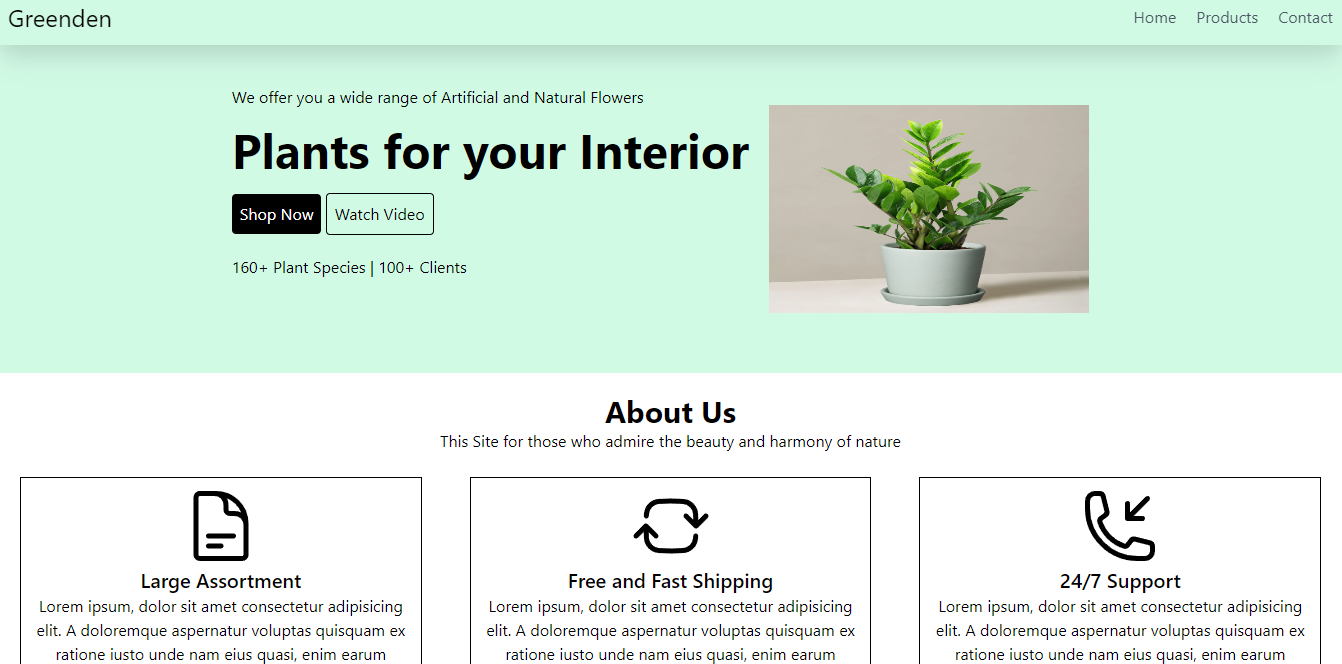 Greenden
Home Products Contact
We offer you a wide range of Artificial and Natural Flowers
Plants for your Interior
Shop Now Watch Video
160+ Plant Species | 100+ Clients
About Us
This Site for those who admire the beauty and harmony of nature
Large Assortment
Lorem ipsum, dolor sit amet consectetur adipisicing
elit. A doloremque aspernatur voluptas quisquam ex
ratione iusto unde nam eius quasi, enim earum
Free and Fast Shipping
Lorem ipsum, dolor sit amet consectetur adipisicing
elit. A doloremque aspernatur voluptas quisquam ex
ratione iusto unde nam eius quasi, enim earum
24/7 Support
Lorem ipsum, dolor sit amet consectetur adipisicing
elit. A doloremque aspernatur voluptas quisquam ex
ratione iusto unde nam eius quasi, enim earum